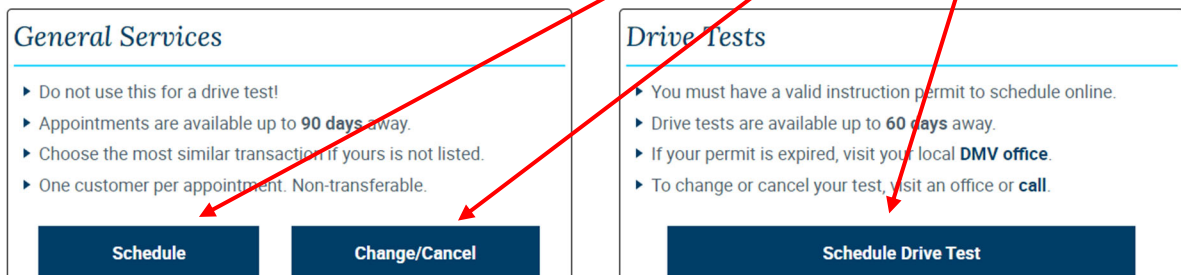 General Services
Do not use this for a drive test!
Appointments are available up to 90 days away.
Choose the most similar transaction if yours is not listed.
One customer per appointment. Non-transferable.
Schedule
Change/Cancel
Drive Tests
You must have a valid instruction permit to schedule online.
Drive tests are available up to 60 days away.
If your permit is expired, visit your local DMV office.
To change or cancel your test, visit an office or call.
Schedule Drive Test